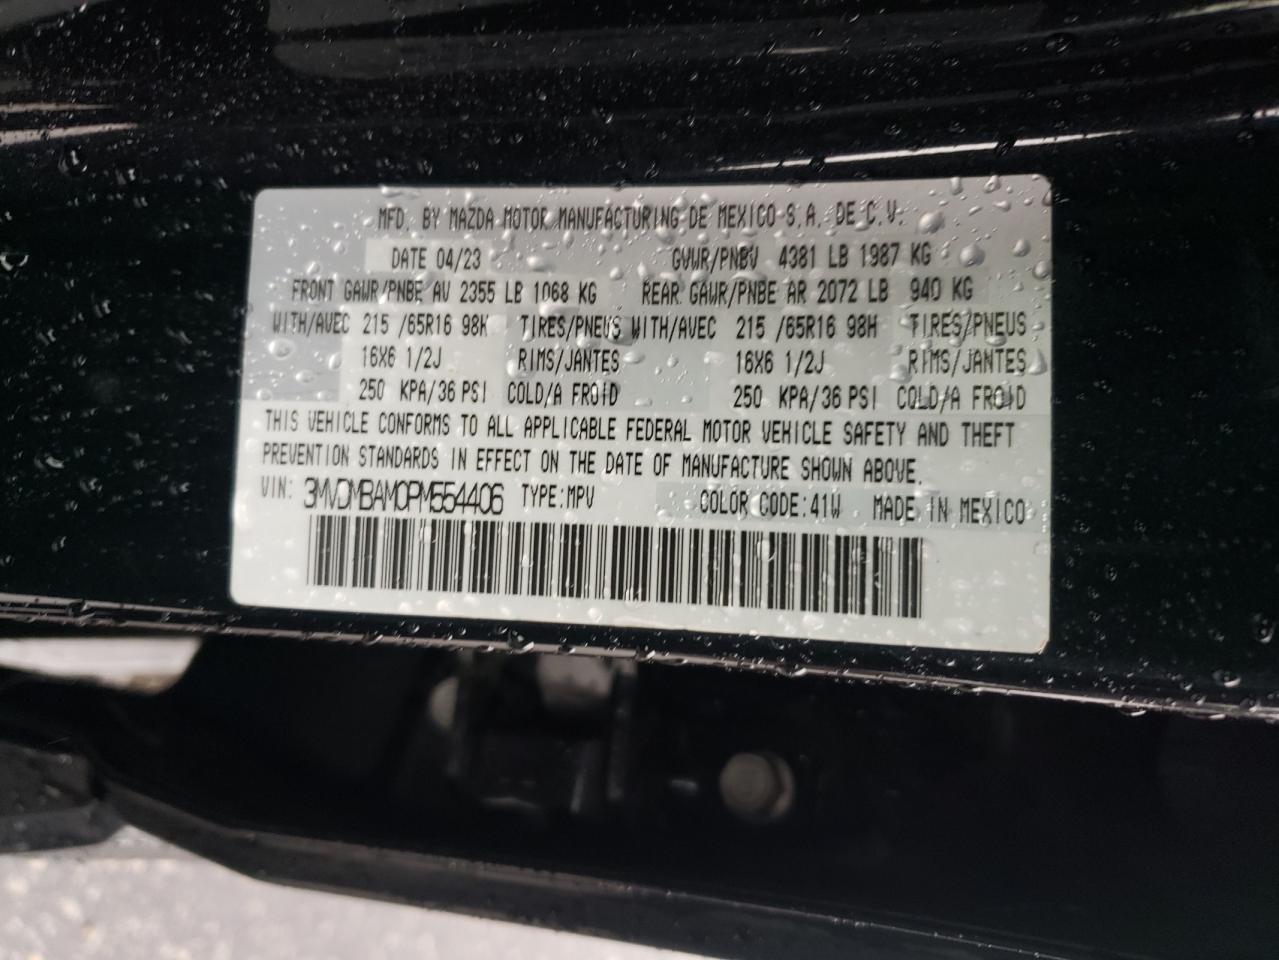 MFD. BY MAZDA MOTOR MANUFACTURING DE MEXICO S.A. DE C.V.
DATE 04/23 GVWR/PNBV 4381 LB 1987 KG
FRONT GAWR/PNBE AV 2355 LB 1068 KG REAR GAWR/PNBE AR 2072 LB 940 KG
WITH/AVEC 215 /65R16 98H TIRES/PNEUS WITH/AVEC 215 /65R16 98H TIRES/PNEUS
16X6 1/2J RIMS/JANTES 16X6 1/2J RIMS/JANTES
250 KPA/36 PSI COLD/A FROID 250 KPA/36 PSI COLD/A FROID
THIS VEHICLE CONFORMS TO ALL APPLICABLE FEDERAL MOTOR VEHICLE SAFETY AND THEFT
PREVENTION STANDARDS IN EFFECT ON THE DATE OF MANUFACTURE SHOWN ABOVE.
VIN: 3MVDMBAM0PM554406 TYPE:MPV COLOR CODE:41W MADE IN MEXICO